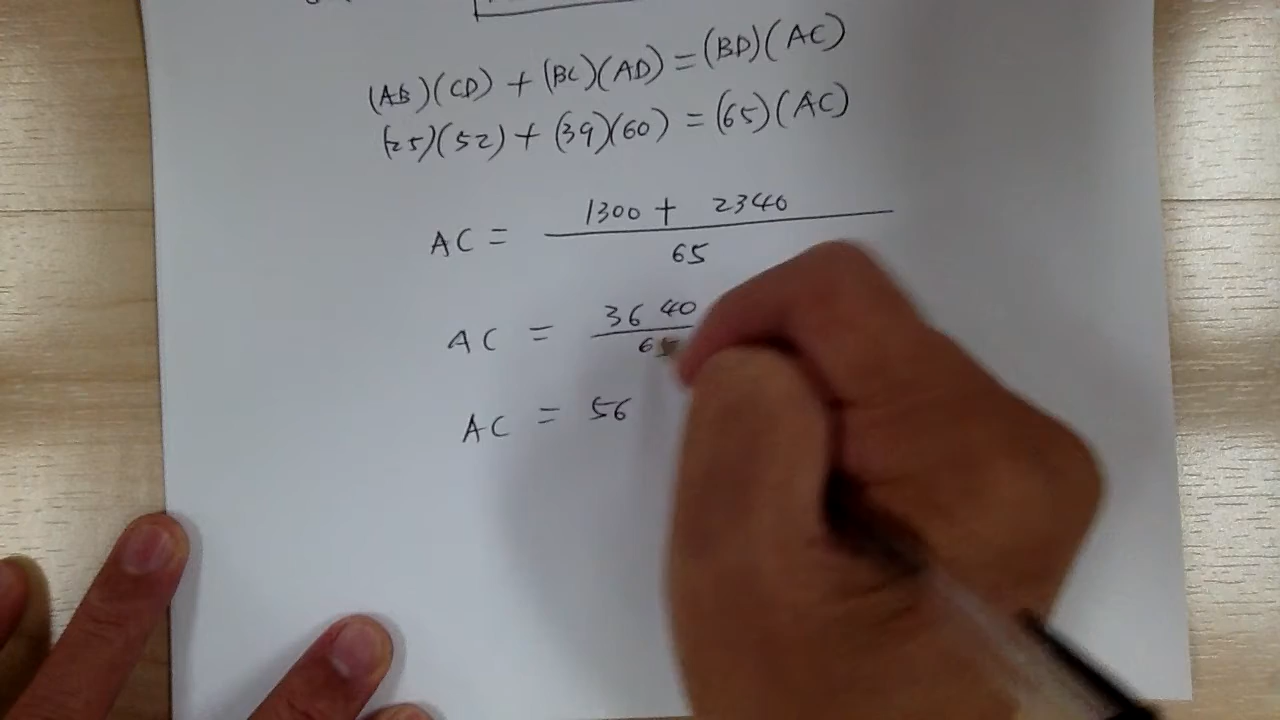 (AB)(CD) + (BC)(AD) = (BD)(AC)
(25)(52) + (39)(60) = (65)(AC)
AC = 1300 + 2340
65
AC = 3640
65
AC = 56